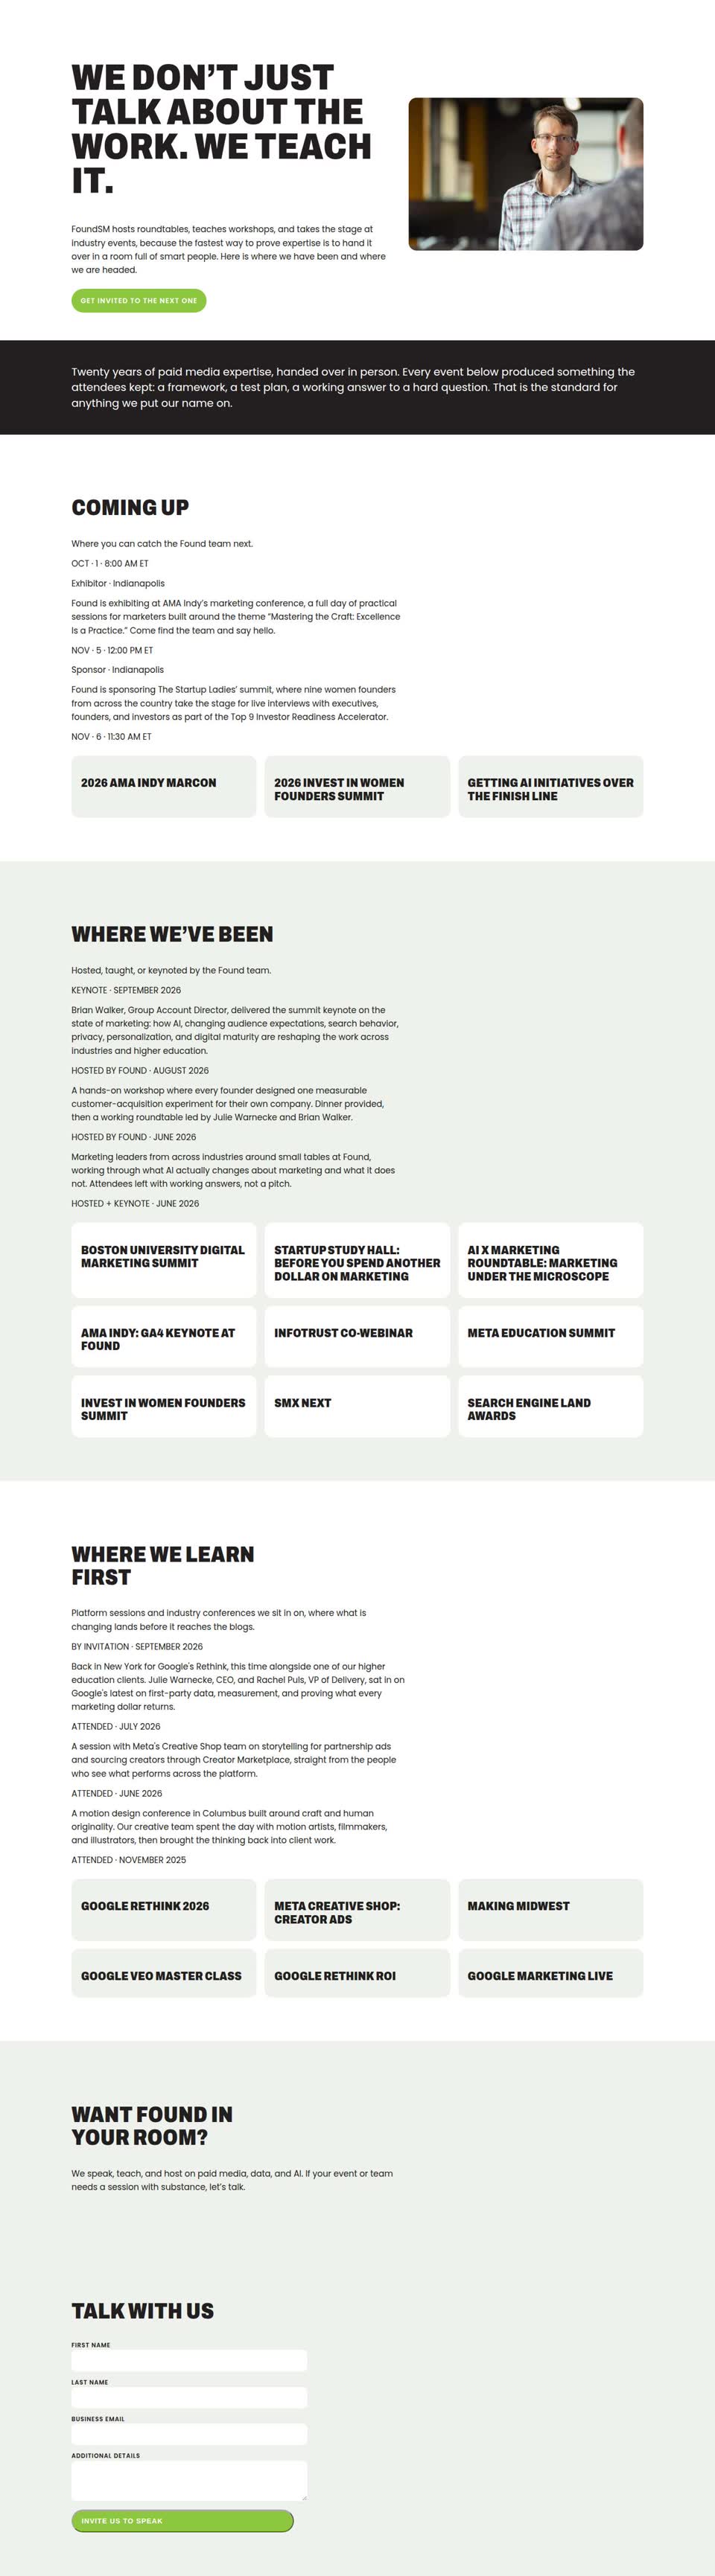 WE DON'T JUST
TALK ABOUT THE
WORK. WE TEACH
IT.
FoundSM hosts roundtables, teaches workshops, and takes the stage at
industry events, because the fastest way to prove expertise is to hand it
over in a room full of smart people. Here is where we have been and where
we are headed.
GET INVITED TO THE NEXT ONE
Twenty years of paid media expertise, handed over in person. Every event below produced something the
attendees kept: a framework, a test plan, a working answer to a hard question. That is the standard for
anything we put our name on.
COMING UP
Where you can catch the Found team next.
OCT · 1 · 8:00 AM ET
Exhibitor · Indianapolis
Found is exhibiting at AMA Indy's marketing conference, a full day of practical
sessions for marketers built around the theme “Mastering the Craft: Excellence
is a Practice.” Come find the team and say hello.
NOV · 5 · 12:00 PM ET
Sponsor · Indianapolis
Found is sponsoring The Startup Ladies' summit, where nine women founders
from across the country take the stage for live interviews with executives,
founders, and investors as part of the Top 9 Investor Readiness Accelerator.
NOV · 6 · 11:30 AM ET
2026 AMA INDY MARCON
2026 INVEST IN WOMEN
FOUNDERS SUMMIT
GETTING AI INITIATIVES OVER
THE FINISH LINE
WHERE WE'VE BEEN
Hosted, taught, or keynoted by the Found team.
KEYNOTE · SEPTEMBER 2026
Brian Walker, Group Account Director, delivered the summit keynote on the
state of marketing: how AI, changing audience expectations, search behavior,
privacy, personalization, and digital maturity are reshaping the work across
industries and higher education.
HOSTED BY FOUND · AUGUST 2026
A hands-on workshop where every founder designed one measurable
customer-acquisition experiment for their own company. Dinner provided,
then a working roundtable led by Julie Warnecke and Brian Walker.
HOSTED BY FOUND · JUNE 2026
Marketing leaders from across industries around small tables at Found,
working through what AI actually changes about marketing and what it does
not. Attendees left with working answers, not a pitch.
HOSTED + KEYNOTE · JUNE 2026
BOSTON UNIVERSITY DIGITAL
MARKETING SUMMIT
STARTUP STUDY HALL:
BEFORE YOU SPEND ANOTHER
DOLLAR ON MARKETING
AI X MARKETING
ROUNDTABLE: MARKETING
UNDER THE MICROSCOPE
AMA INDY: GA4 KEYNOTE AT
FOUND
INFOTRUST CO-WEBINAR
META EDUCATION SUMMIT
INVEST IN WOMEN FOUNDERS
SUMMIT
SMX NEXT
SEARCH ENGINE LAND
AWARDS
WHERE WE LEARN
FIRST
Platform sessions and industry conferences we sit in on, where what is
changing lands before it reaches the blogs.
BY INVITATION · SEPTEMBER 2026
Back in New York for Google's Rethink, this time alongside one of our higher
education clients. Julie Warnecke, CEO, and Rachel Puls, VP of Delivery, sat in on
Google's latest on first-party data, measurement, and proving what every
marketing dollar returns.
ATTENDED · JULY 2026
A session with Meta's Creative Shop team on storytelling for partnership ads
and sourcing creators through Creator Marketplace, straight from the people
who see what performs across the platform.
ATTENDED · JUNE 2026
A motion design conference in Columbus built around craft and human
originality. Our creative team spent the day with motion artists, filmmakers,
and illustrators, then brought the thinking back into client work.
ATTENDED · NOVEMBER 2025
GOOGLE RETHINK 2026
META CREATIVE SHOP:
CREATOR ADS
MAKING MIDWEST
GOOGLE VEO MASTER CLASS
GOOGLE RETHINK ROI
GOOGLE MARKETING LIVE
WANT FOUND IN
YOUR ROOM?
We speak, teach, and host on paid media, data, and AI. If your event or team
needs a session with substance, let's talk.
TALK WITH US
FIRST NAME
LAST NAME
BUSINESS EMAIL
ADDITIONAL DETAILS
INVITE US TO SPEAK